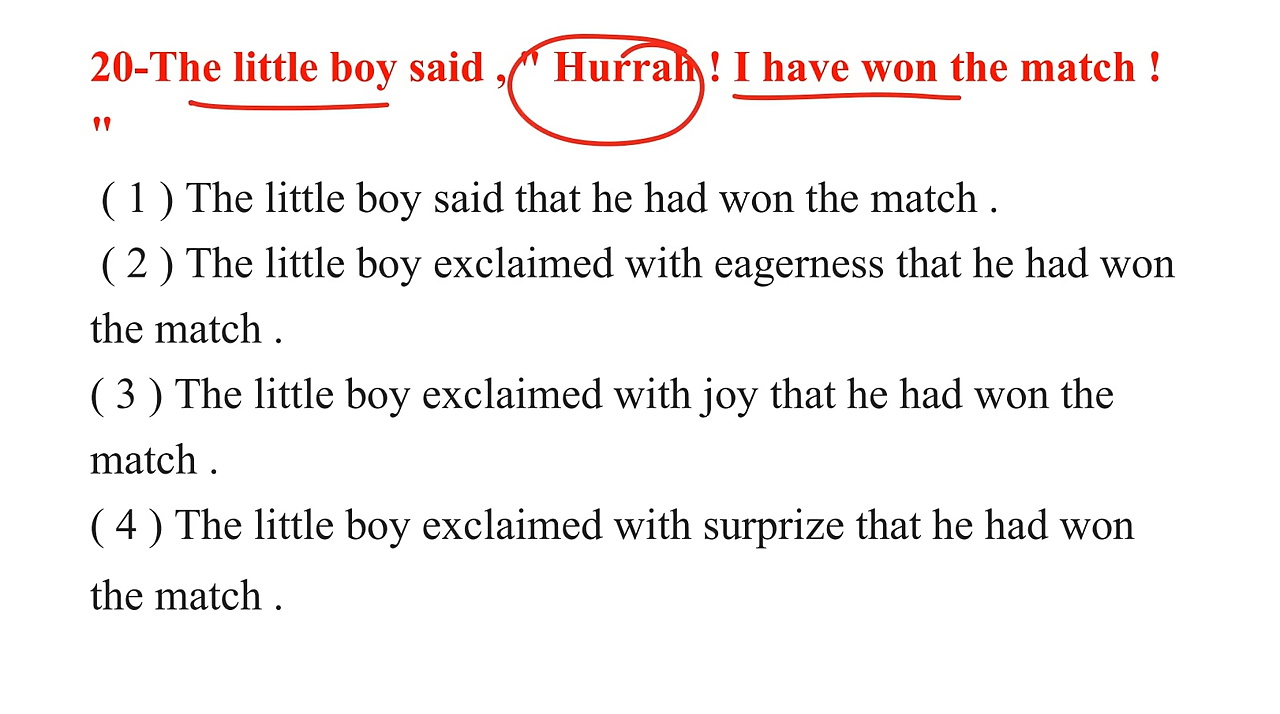 20-The little boy said , " Hurrah ! I have won the match !
"
( 1 ) The little boy said that he had won the match .
( 2 ) The little boy exclaimed with eagerness that he had won
the match .
( 3 ) The little boy exclaimed with joy that he had won the
match .
( 4 ) The little boy exclaimed with surprize that he had won
the match .